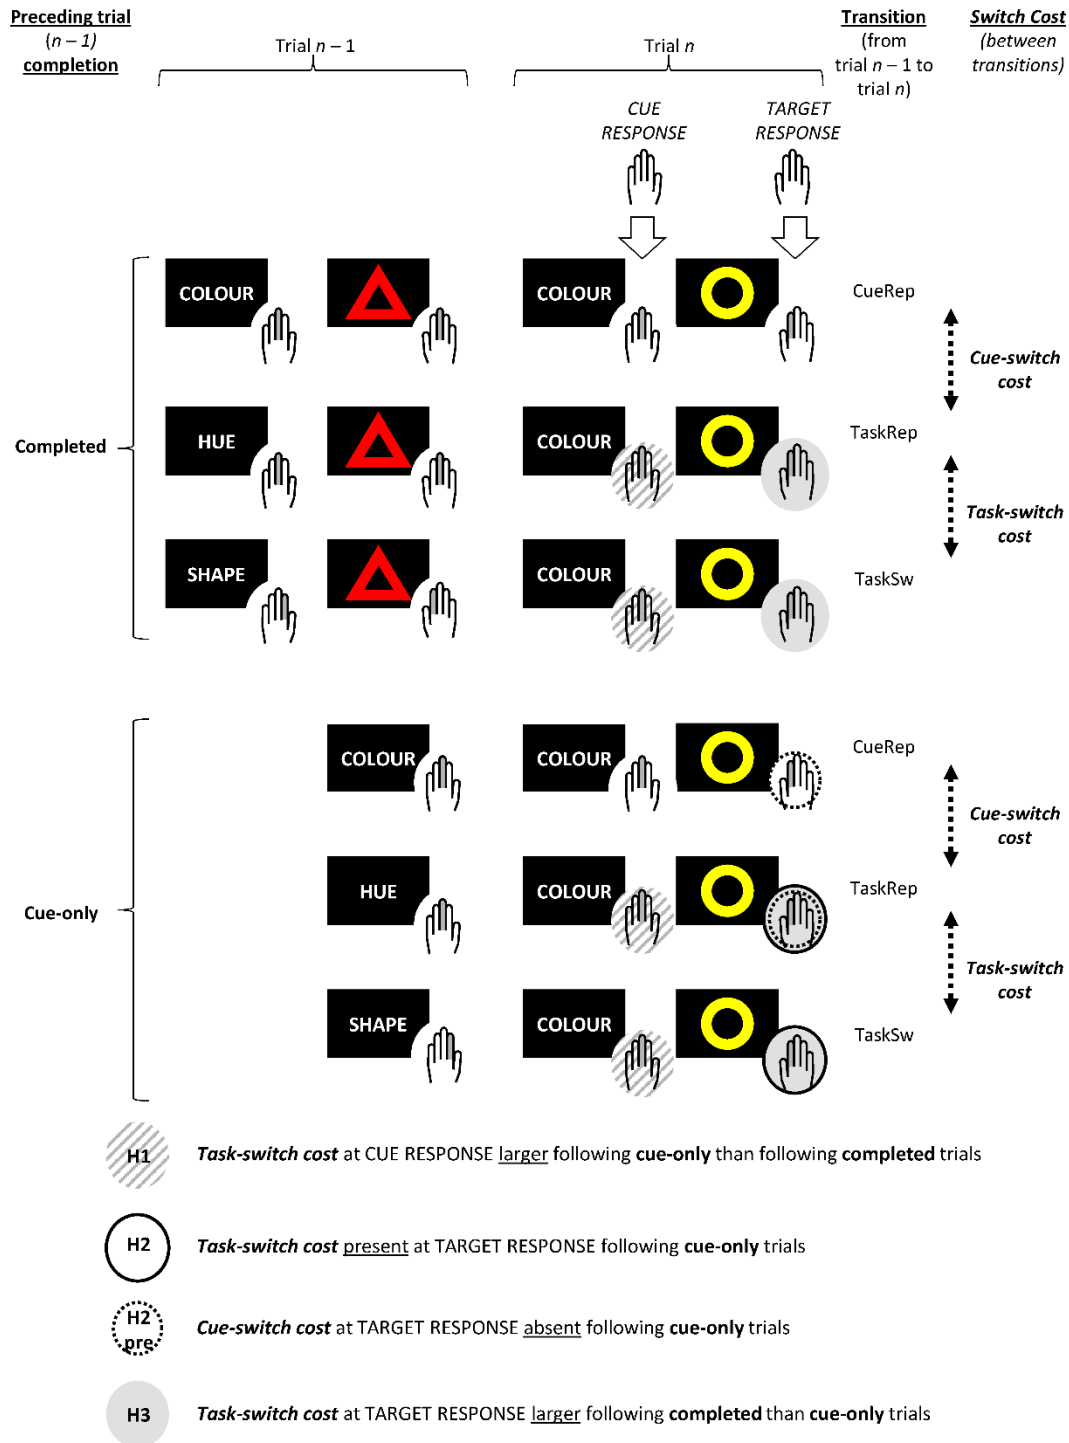 Preceding trial
(n – 1)
completion
Trial n – 1
Trial n
Transition
(from
trial n – 1 to
trial n)
Switch Cost
(between
transitions)
CUE
RESPONSE
TARGET
RESPONSE
Completed
COLOUR
COLOUR
CueRep
Cue-switch
cost
HUE
COLOUR
TaskRep
Task-switch
cost
SHAPE
COLOUR
TaskSw
Cue-only
COLOUR
COLOUR
CueRep
Cue-switch
cost
HUE
COLOUR
TaskRep
Task-switch
cost
SHAPE
COLOUR
TaskSw
H1 Task-switch cost at CUE RESPONSE larger following cue-only than following completed trials
H2 Task-switch cost present at TARGET RESPONSE following cue-only trials
H2
pre
Cue-switch cost at TARGET RESPONSE absent following cue-only trials
H3 Task-switch cost at TARGET RESPONSE larger following completed than cue-only trials